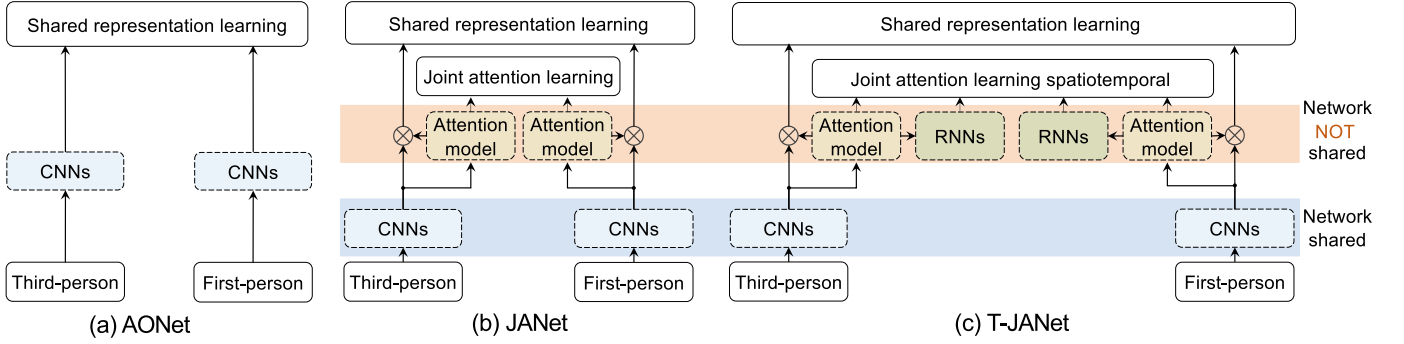 Shared representation learning
CNNs
CNNs
Third-person
First-person
(a) AONet
Shared representation learning
Joint attention learning
Attention
model
Attention
model
CNNs
CNNs
Third-person
First-person
(b) JANet
Shared representation learning
Joint attention learning spatiotemporal
Attention
model
RNNs
RNNs
Attention
model
CNNs
CNNs
Third-person
First-person
(c) T-JANet
Network
NOT
shared
Network
shared